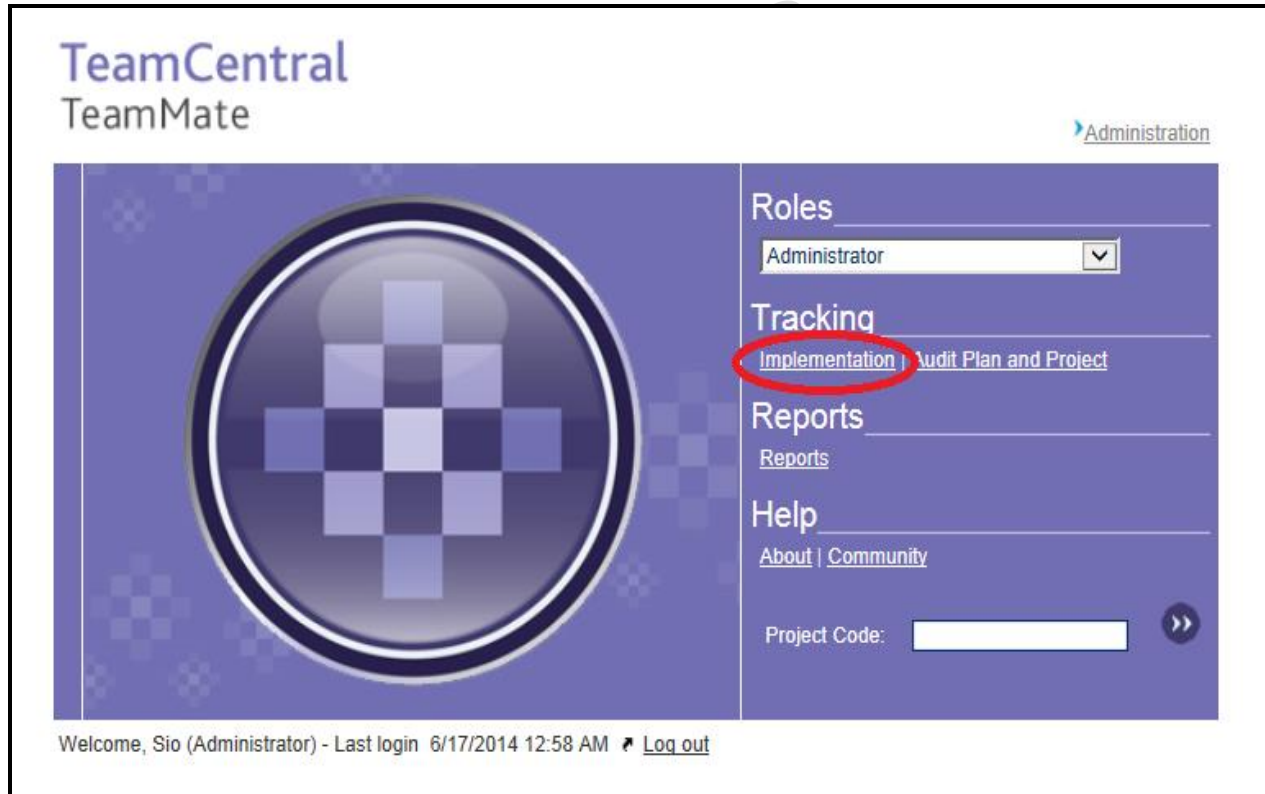 TeamCentral
TeamMate
Administration
Roles
Administrator
Tracking
Implementation | Audit Plan and Project
Reports
Reports
Help
About | Community
Project Code:
Welcome, Sio (Administrator) - Last login 6/17/2014 12:58 AM Log out